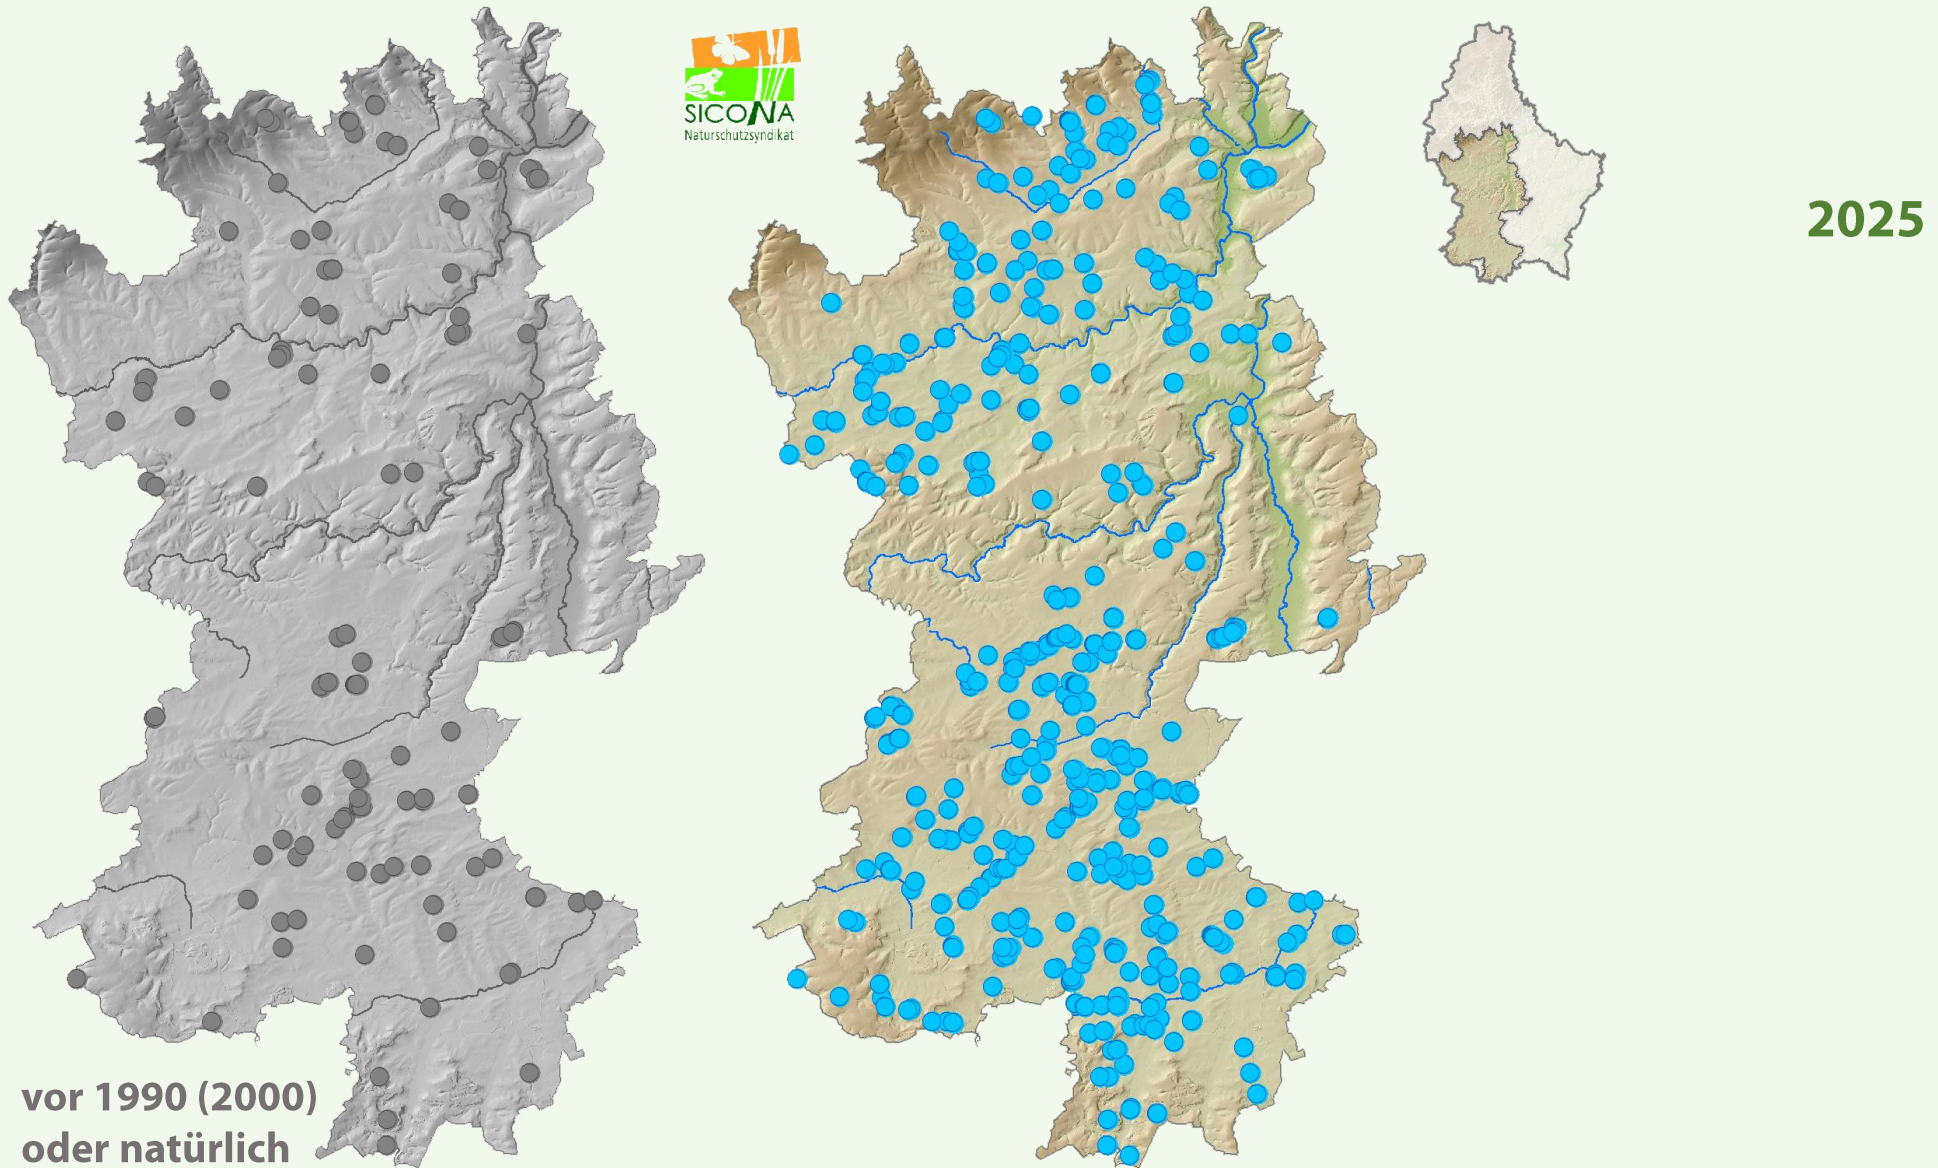 SICONA
Naturschutzsyndikat
2025
vor 1990 (2000)
oder natürlich